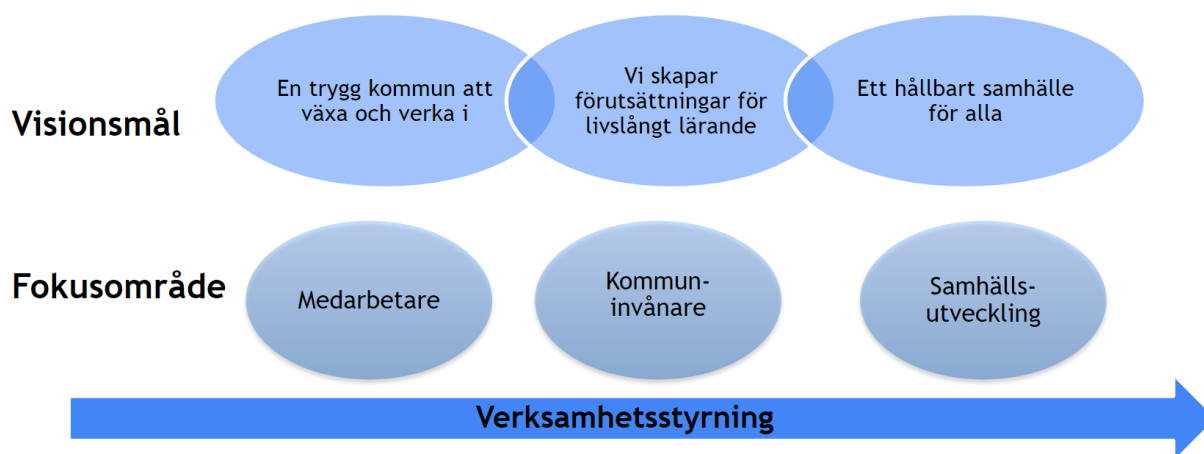 Visionsmål
En trygg kommun att
växa och verka i
Vi skapar
förutsättningar för
livslångt lärande
Ett hållbart samhälle
för alla
Fokusområde
Medarbetare
Kommun-
invånare
Samhälls-
utveckling
Verksamhetsstyrning